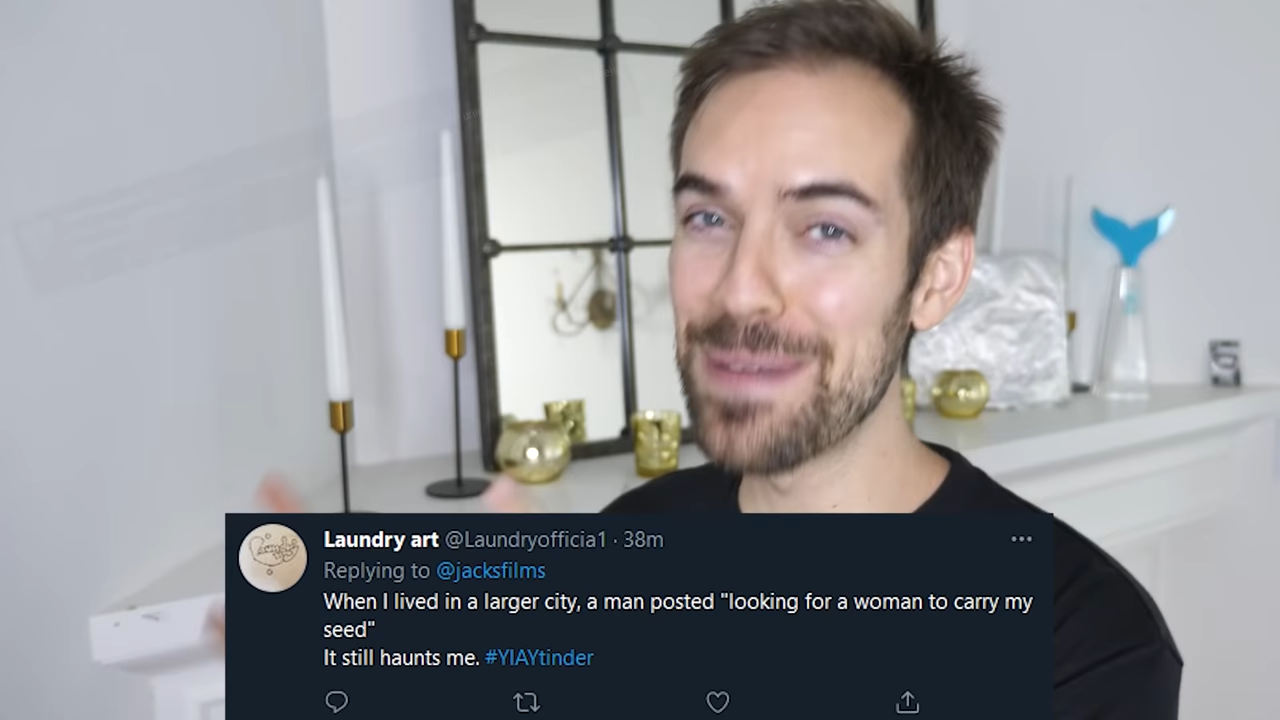 Laundry art @Laundryofficia1 · 38m
Replying to @jacksfilms
When I lived in a larger city, a man posted "looking for a woman to carry my
seed"
It still haunts me. #YIAYtinder